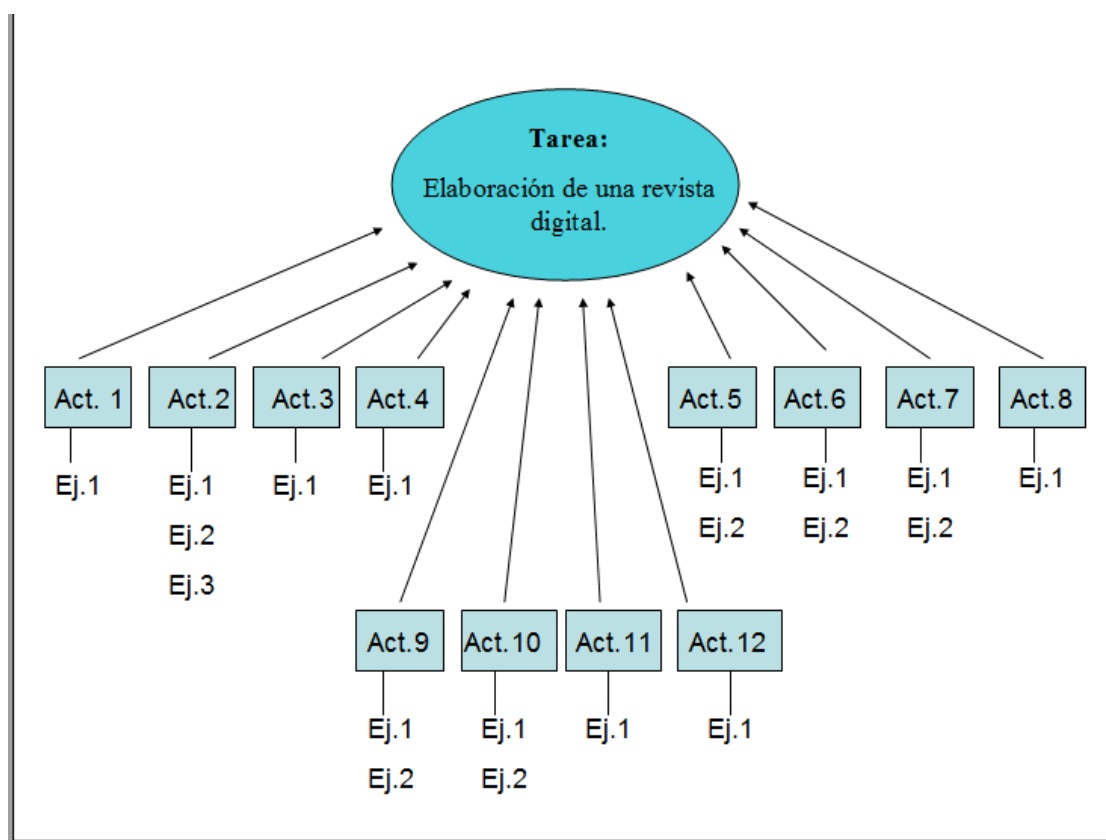 Tarea:
Elaboración de una revista
digital.
Act. 1
Act.2
Act.3
Act.4
Act.5
Act.6
Act.7
Act.8
Ej.1
Ej.1
Ej.2
Ej.3
Ej.1
Ej.1
Ej.1
Ej.2
Ej.1
Ej.2
Ej.1
Ej.2
Ej.1
Act.9
Act.10
Act.11
Act.12
Ej.1
Ej.2
Ej.1
Ej.2
Ej.1
Ej.1